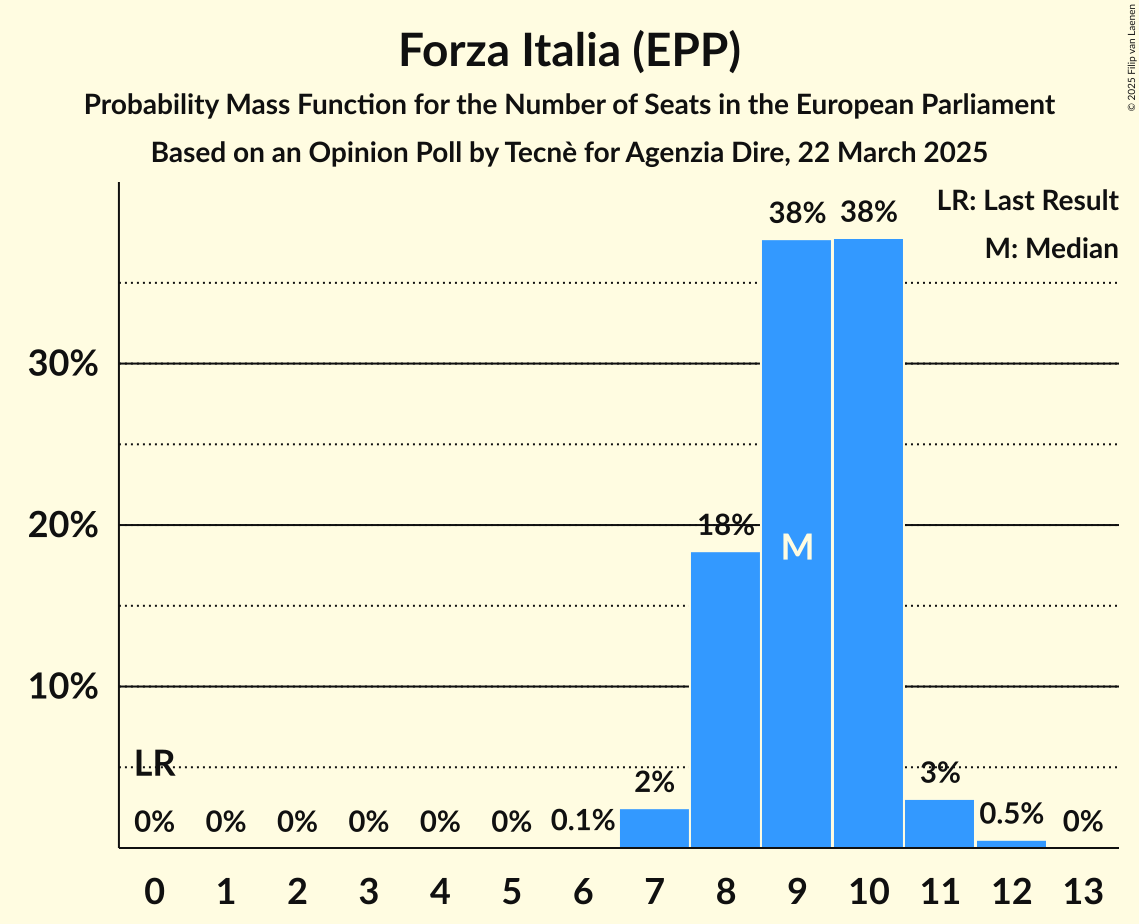 Forza Italia (EPP)
Probability Mass Function for the Number of Seats in the European Parliament
Based on an Opinion Poll by Tecnè for Agenzia Dire, 22 March 2025
© 2025 Filip van Laenen
LR: Last Result
M: Median
38% 38%
30%
20%
18%
M
10%
LR
0% 0% 0% 0% 0% 0% 0.1% 2% 3% 0.5% 0%
0 1 2 3 4 5 6 7 8 9 10 11 12 13